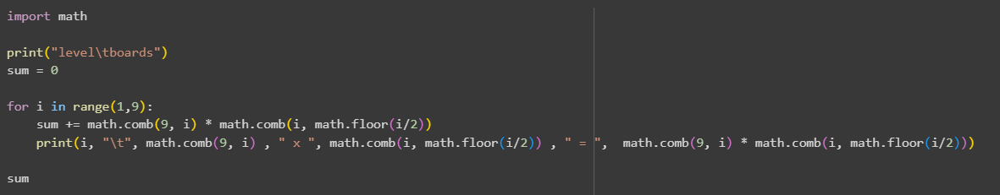 import math
print("level\tboards")
sum = 0
for i in range(1,9):
    sum += math.comb(9, i) * math.comb(i, math.floor(i/2))
    print(i, "\t", math.comb(9, i) , " x ", math.comb(i, math.floor(i/2)) , " = ",  math.comb(9, i) * math.comb(i, math.floor(i/2)))
sum